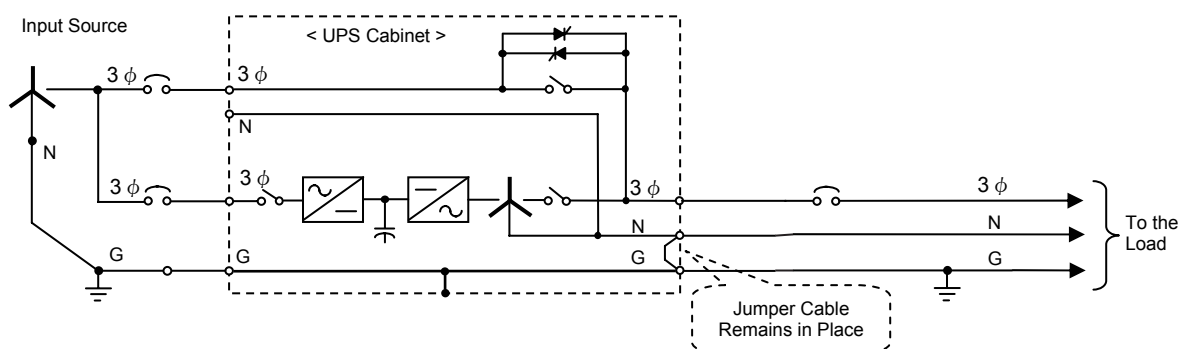 Input Source
< UPS Cabinet >
3 ϕ
3 ϕ
N
N
3 ϕ
3 ϕ
3 ϕ
3 ϕ
N
N
G
G
G
G
To the
Load
Jumper Cable
Remains in Place